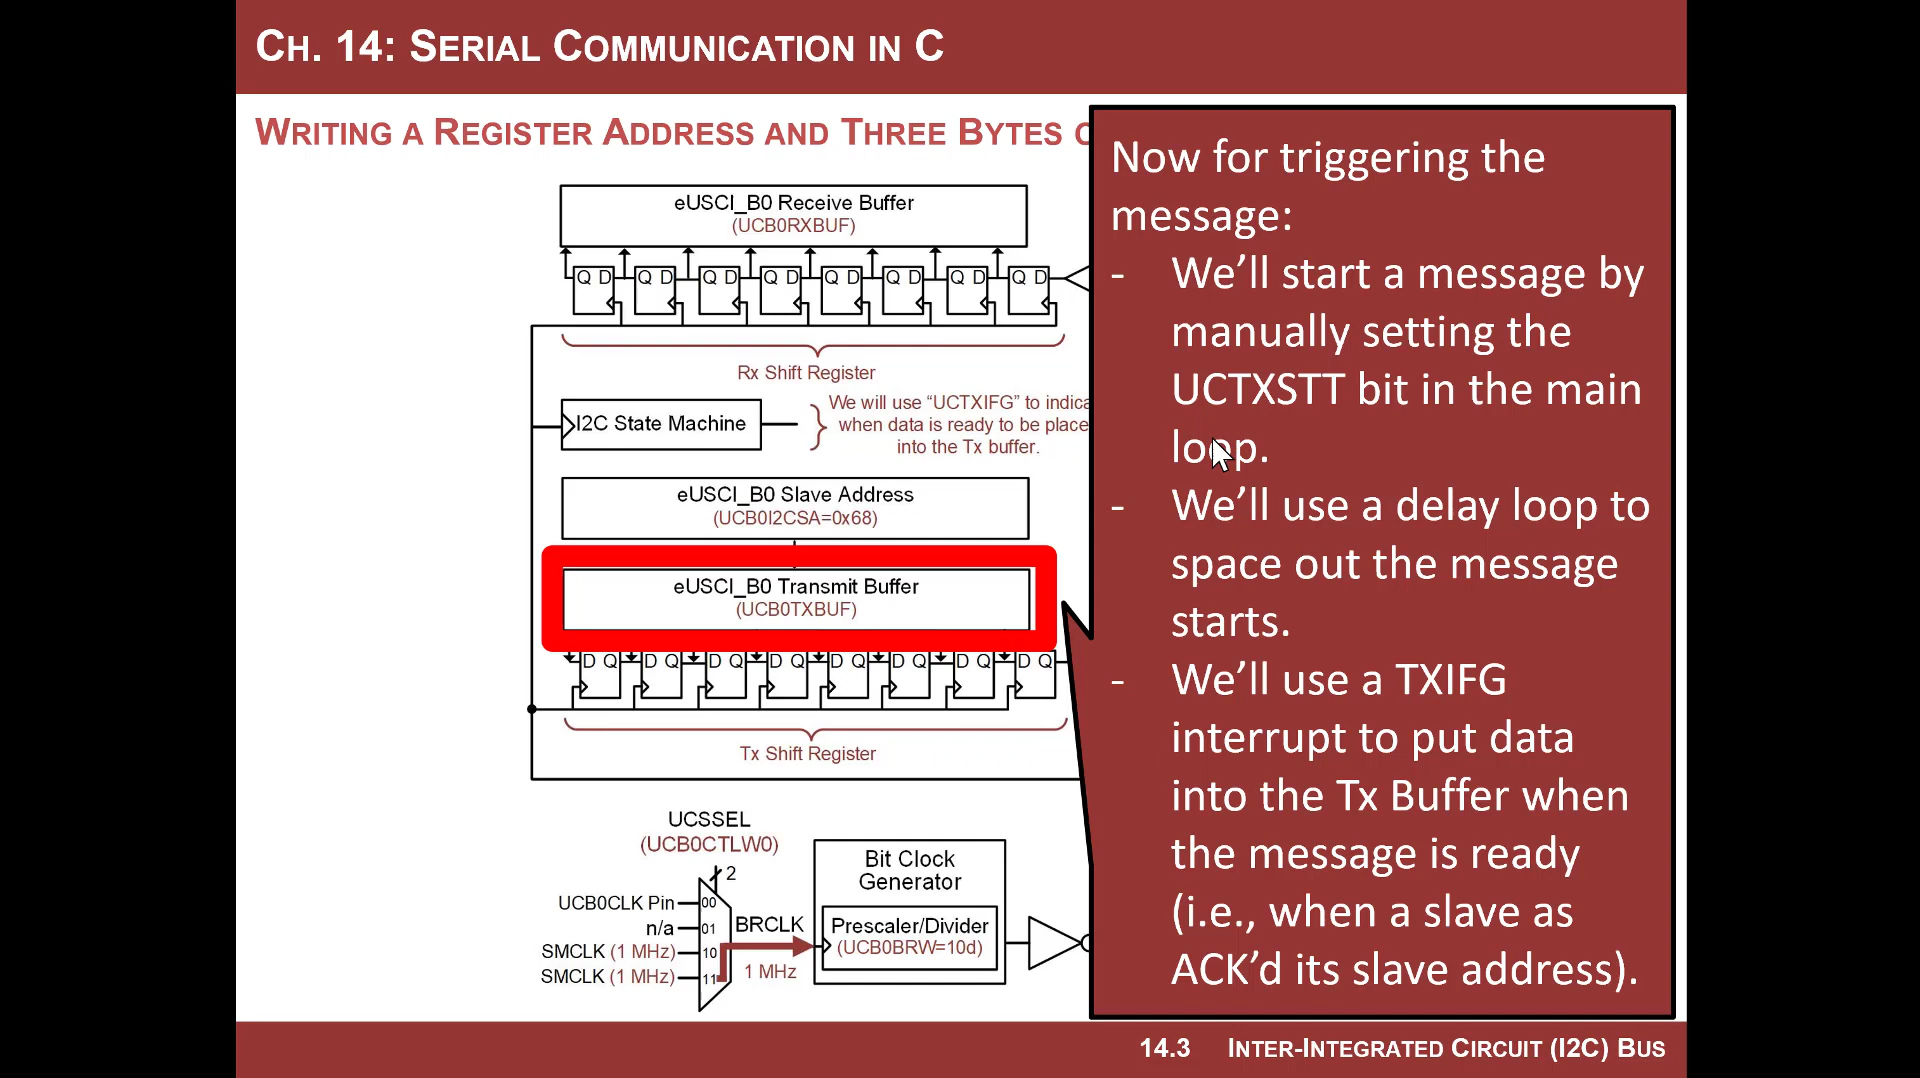 CH. 14: SERIAL COMMUNICATION IN C
WRITING A REGISTER ADDRESS AND THREE BYTES
eUSCI_B0 Receive Buffer
(UCB0RXBUF)
Q D Q D Q D Q D Q D Q D Q D Q D
Rx Shift Register
I2C State Machine
We will use “UCTXIFG” to indica
when data is ready to be place
into the Tx buffer.
eUSCI_B0 Slave Address
(UCB0I2CSA=0x68)
eUSCI_B0 Transmit Buffer
(UCB0TXBUF)
D Q D Q D Q D Q D Q D Q D Q D Q
Tx Shift Register
UCSSEL
(UCB0CTLW0)
2
UCB0CLK Pin 00
n/a 01
SMCLK (1 MHz) 10
SMCLK (1 MHz) 11
BRCLK
1 MHz
Bit Clock
Generator
Prescaler/Divider
(UCB0BRW=10d)
Now for triggering the
message:
- We’ll start a message by
manually setting the
UCTXSTT bit in the main
loop.
- We’ll use a delay loop to
space out the message
starts.
- We’ll use a TXIFG
interrupt to put data
into the Tx Buffer when
the message is ready
(i.e., when a slave as
ACK’d its slave address).
14.3 INTER-INTEGRATED CIRCUIT (I2C) BUS